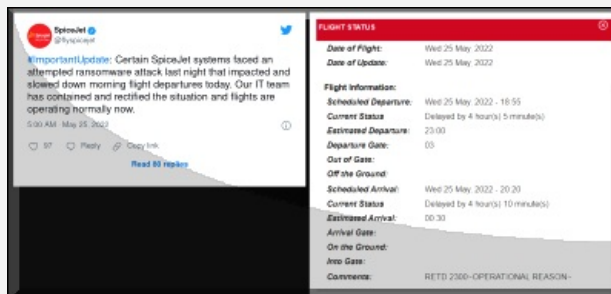 SpiceJet
@flyspicejet
#ImportantUpdate: Certain SpiceJet systems faced an
attempted ransomware attack last night that impacted and
slowed down morning flight departures today. Our IT team
has contained and rectified the situation and flights are
operating normally now.
5:00 AM · May 25, 2022
97 Reply Copy link
Read 80 replies
FLIGHT STATUS
Date of Flight: Wed 25 May, 2022
Date of Update: Wed 25 May, 2022
Flight Information:
Scheduled Departure: Wed 25 May, 2022 - 18:55
Current Status Delayed by 4 hour(s) 5 minute(s)
Estimated Departure: 23:00
Departure Gate: 03
Out of Gate:
Off the Ground:
Scheduled Arrival: Wed 25 May, 2022 - 20:20
Current Status Delayed by 4 hour(s) 10 minute(s)
Estimated Arrival: 00:30
Arrival Gate:
On the Ground:
Into Gate:
Comments: RETD 2300--OPERATIONAL REASON--